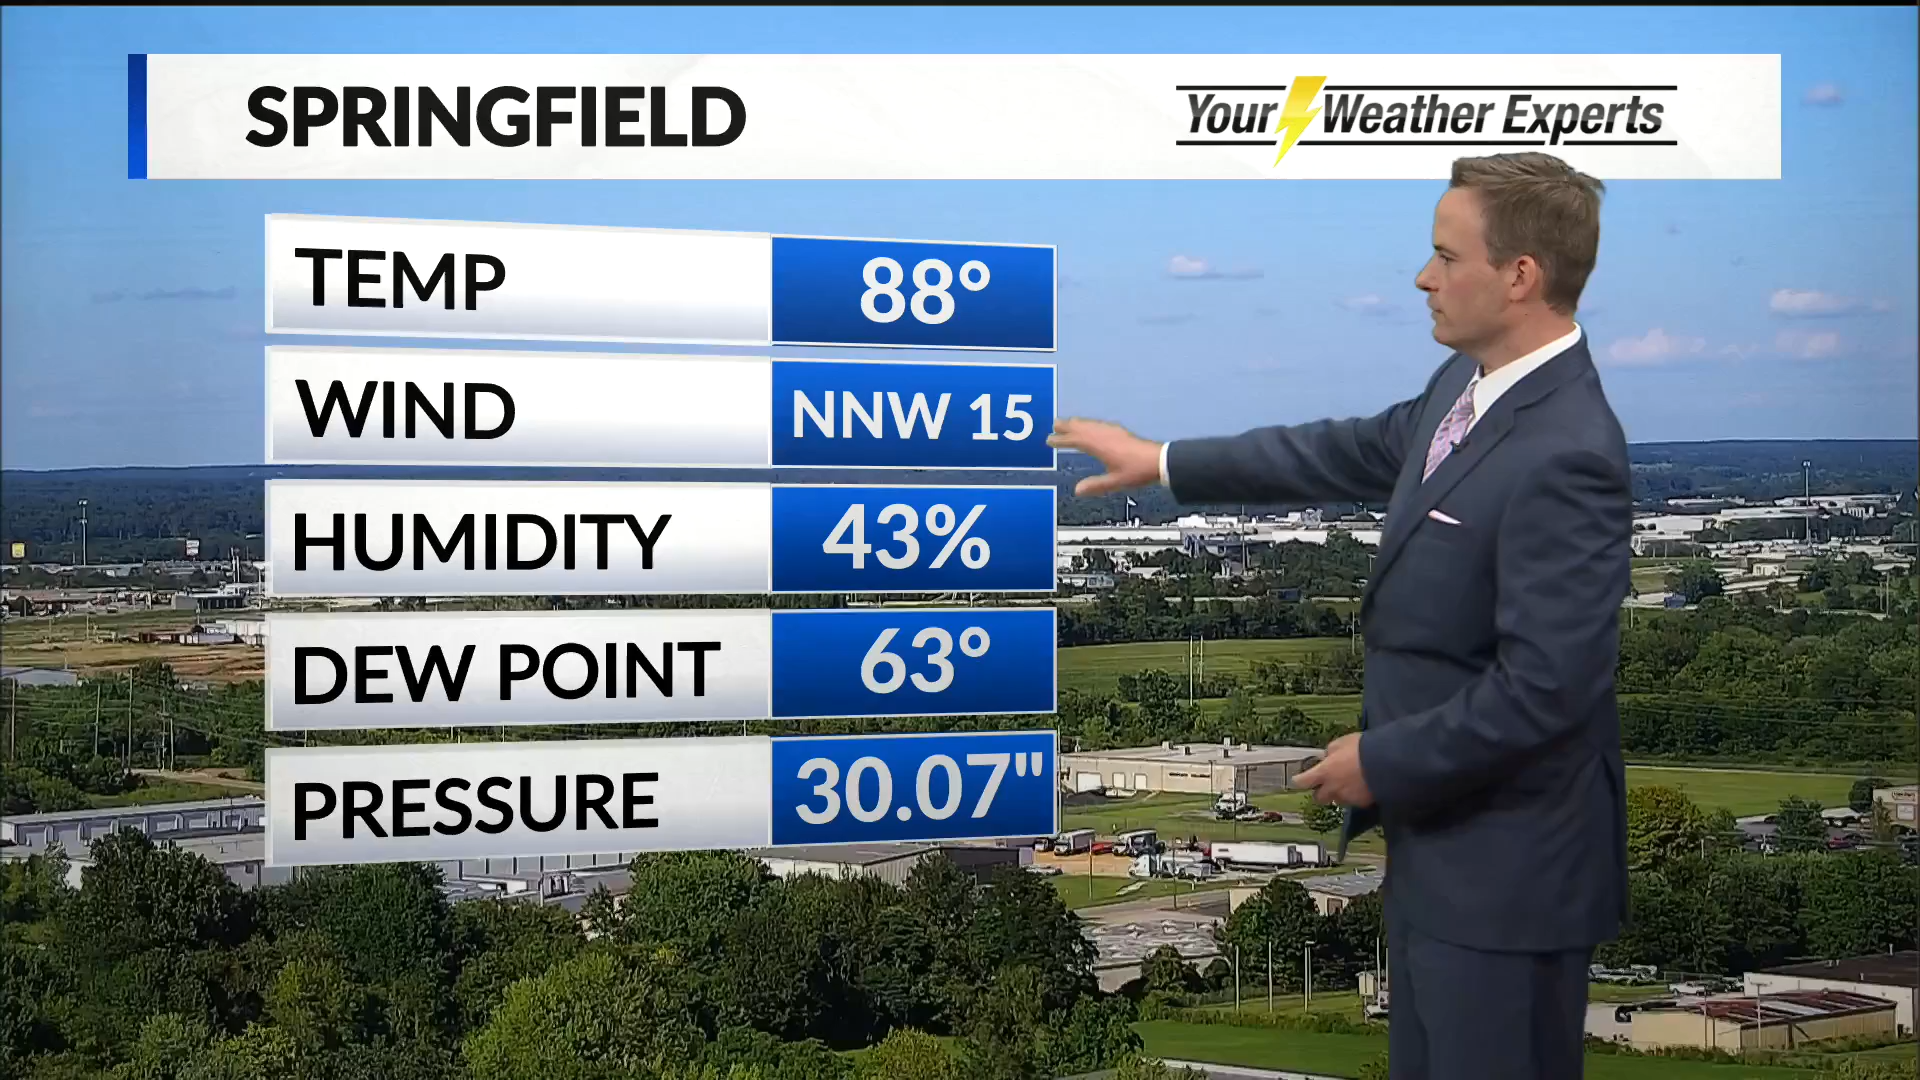 SPRINGFIELD
Your Weather Experts
TEMP 88°
WIND NNW 15
HUMIDITY 43%
DEW POINT 63°
PRESSURE 30.07"